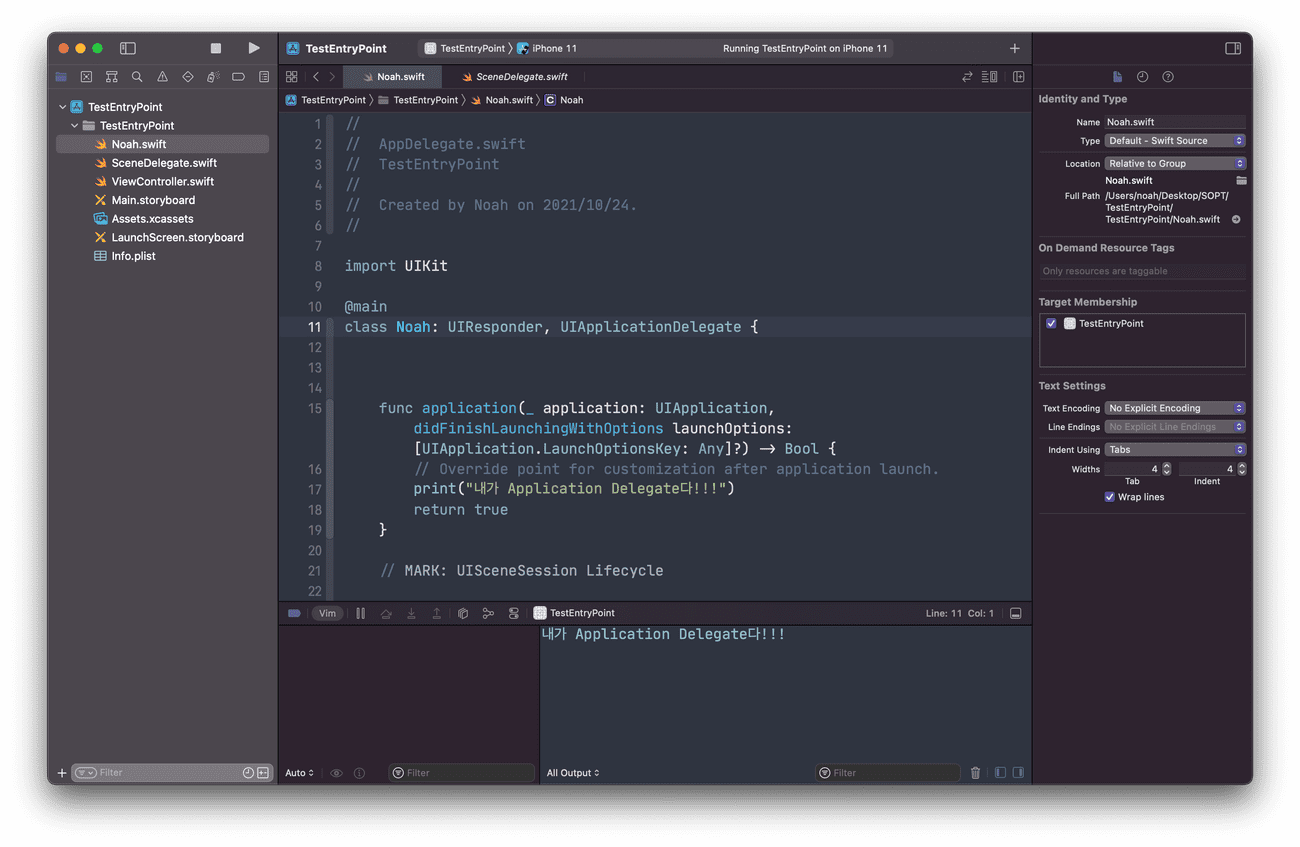 TestEntryPoint
TestEntryPoint
iPhone 11
Running TestEntryPoint on iPhone 11
Noah.swift
SceneDelegate.swift
TestEntryPoint
TestEntryPoint
Noah.swift
C Noah
TestEntryPoint
TestEntryPoint
Noah.swift
SceneDelegate.swift
ViewController.swift
Main.storyboard
Assets.xcassets
LaunchScreen.storyboard
Info.plist
Filter
1 //
2 //  AppDelegate.swift
3 //  TestEntryPoint
4 //
5 //  Created by Noah on 2021/10/24.
6 //
7
8 import UIKit
9
10 @main
11 class Noah: UIResponder, UIApplicationDelegate {
12
13
14
15 func application(_ application: UIApplication,
didFinishLaunchingWithOptions launchOptions:
[UIApplication.LaunchOptionsKey: Any]?) -> Bool {
16 // Override point for customization after application launch.
17 print("내가 Application Delegate다!!!")
18 return true
19 }
20
21 // MARK: UISceneSession Lifecycle
22
Vim
TestEntryPoint
Line: 11 Col: 1
내가 Application Delegate다!!!
Auto
Filter
All Output
Filter
Identity and Type
Name Noah.swift
Type Default - Swift Source
Location Relative to Group
Noah.swift
Full Path /Users/noah/Desktop/SOPT/
TestEntryPoint/
TestEntryPoint/Noah.swift
On Demand Resource Tags
Only resources are taggable
Target Membership
TestEntryPoint
Text Settings
Text Encoding No Explicit Encoding
Line Endings No Explicit Line Endings
Indent Using Tabs
Widths 4 4
Tab Indent
Wrap lines